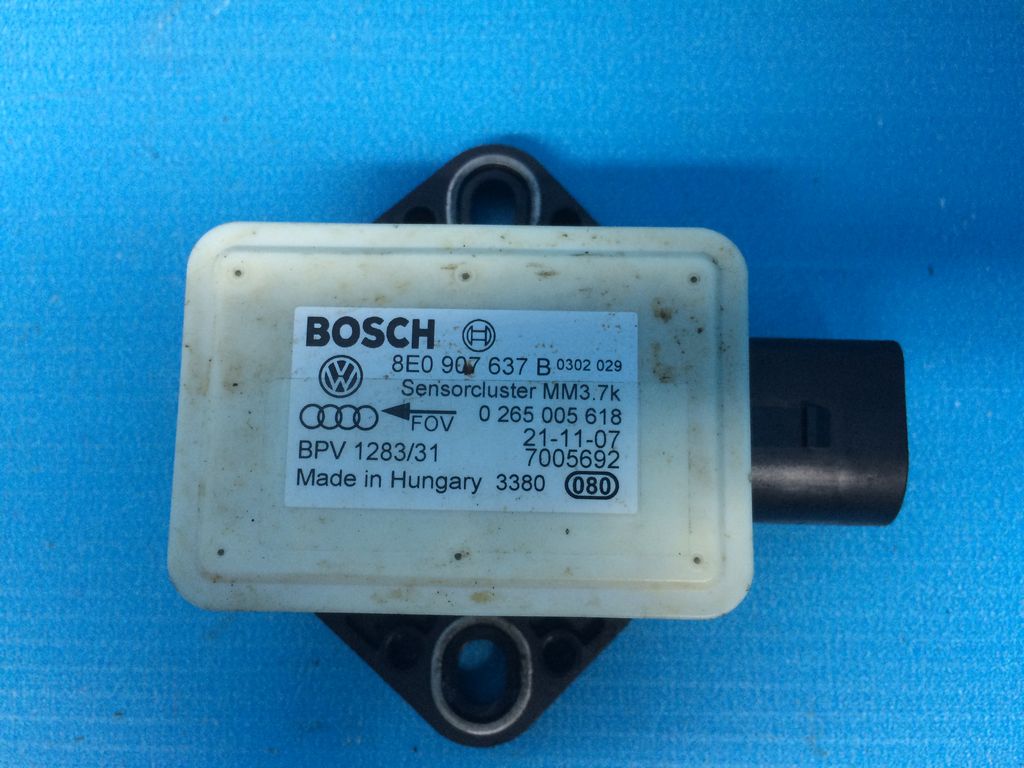 BOSCH
8E0 907 637 B 0302 029
Sensorcluster MM3.7k
FOV 0 265 005 618
21-11-07
BPV 1283/31 7005692
Made in Hungary 3380 080